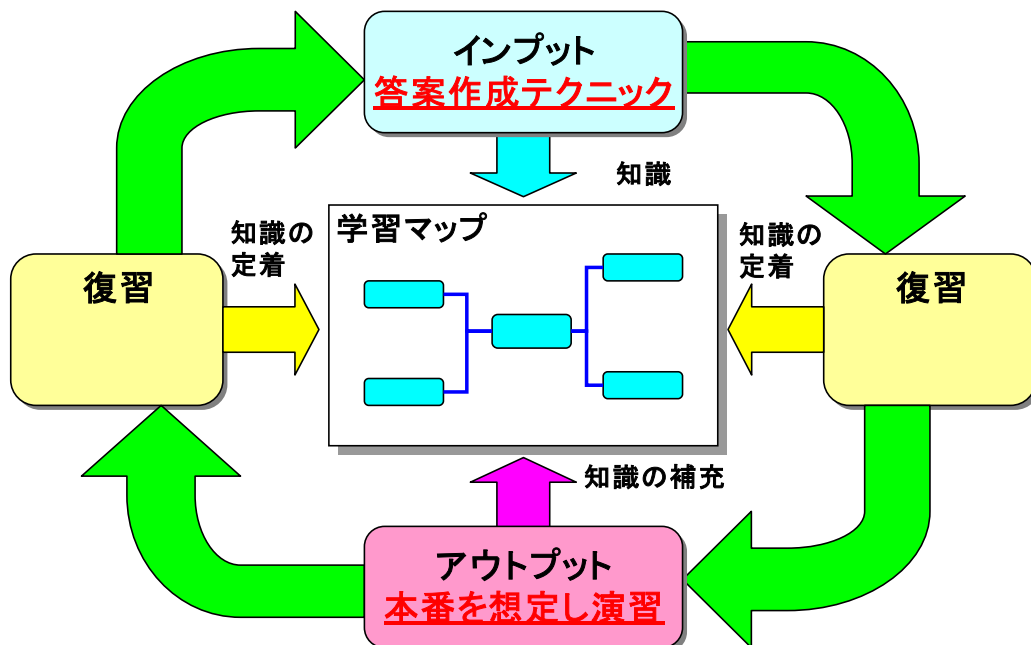 インプット
答案作成テクニック
知識
学習マップ
知識の
定着
知識の
定着
復習
復習
知識の補充
アウトプット
本番を想定し演習